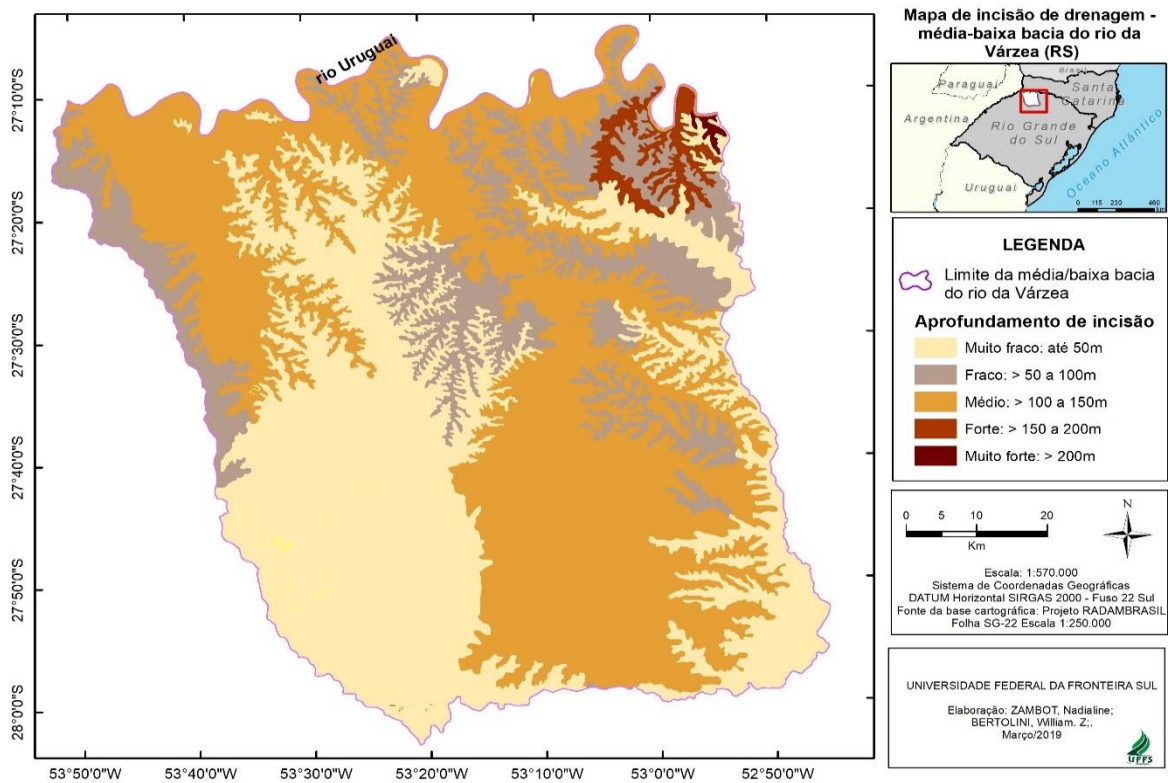 Mapa de incisão de drenagem -
média-baixa bacia do rio da
Várzea (RS)
Brasil
Paraguai
Santa
Catarina
Argentina
Rio Grande
do Sul
Oceano Atlântico
Uruguai
0 115 230 460
rio Uruguai
27°10'0"S
27°20'0"S
27°30'0"S
27°40'0"S
27°50'0"S
28°0'0"S
53°50'0"W 53°40'0"W 53°30'0"W 53°20'0"W 53°10'0"W 53°0'0"W 52°50'0"W
LEGENDA
Limite da média/baixa bacia
do rio da Várzea
Aprofundamento de incisão
Muito fraco: até 50m
Fraco: > 50 a 100m
Médio: > 100 a 150m
Forte: > 150 a 200m
Muito forte: > 200m
0 5 10 20
Km
N
Escala: 1:570.000
Sistema de Coordenadas Geográficas
DATUM Horizontal SIRGAS 2000 - Fuso 22 Sul
Fonte da base cartográfica: Projeto RADAMBRASIL
Folha SG-22 Escala 1:250.000
UNIVERSIDADE FEDERAL DA FRONTEIRA SUL
Elaboração: ZAMBOT, Nadialine;
BERTOLINI, William. Z;.
Março/2019
UFFS